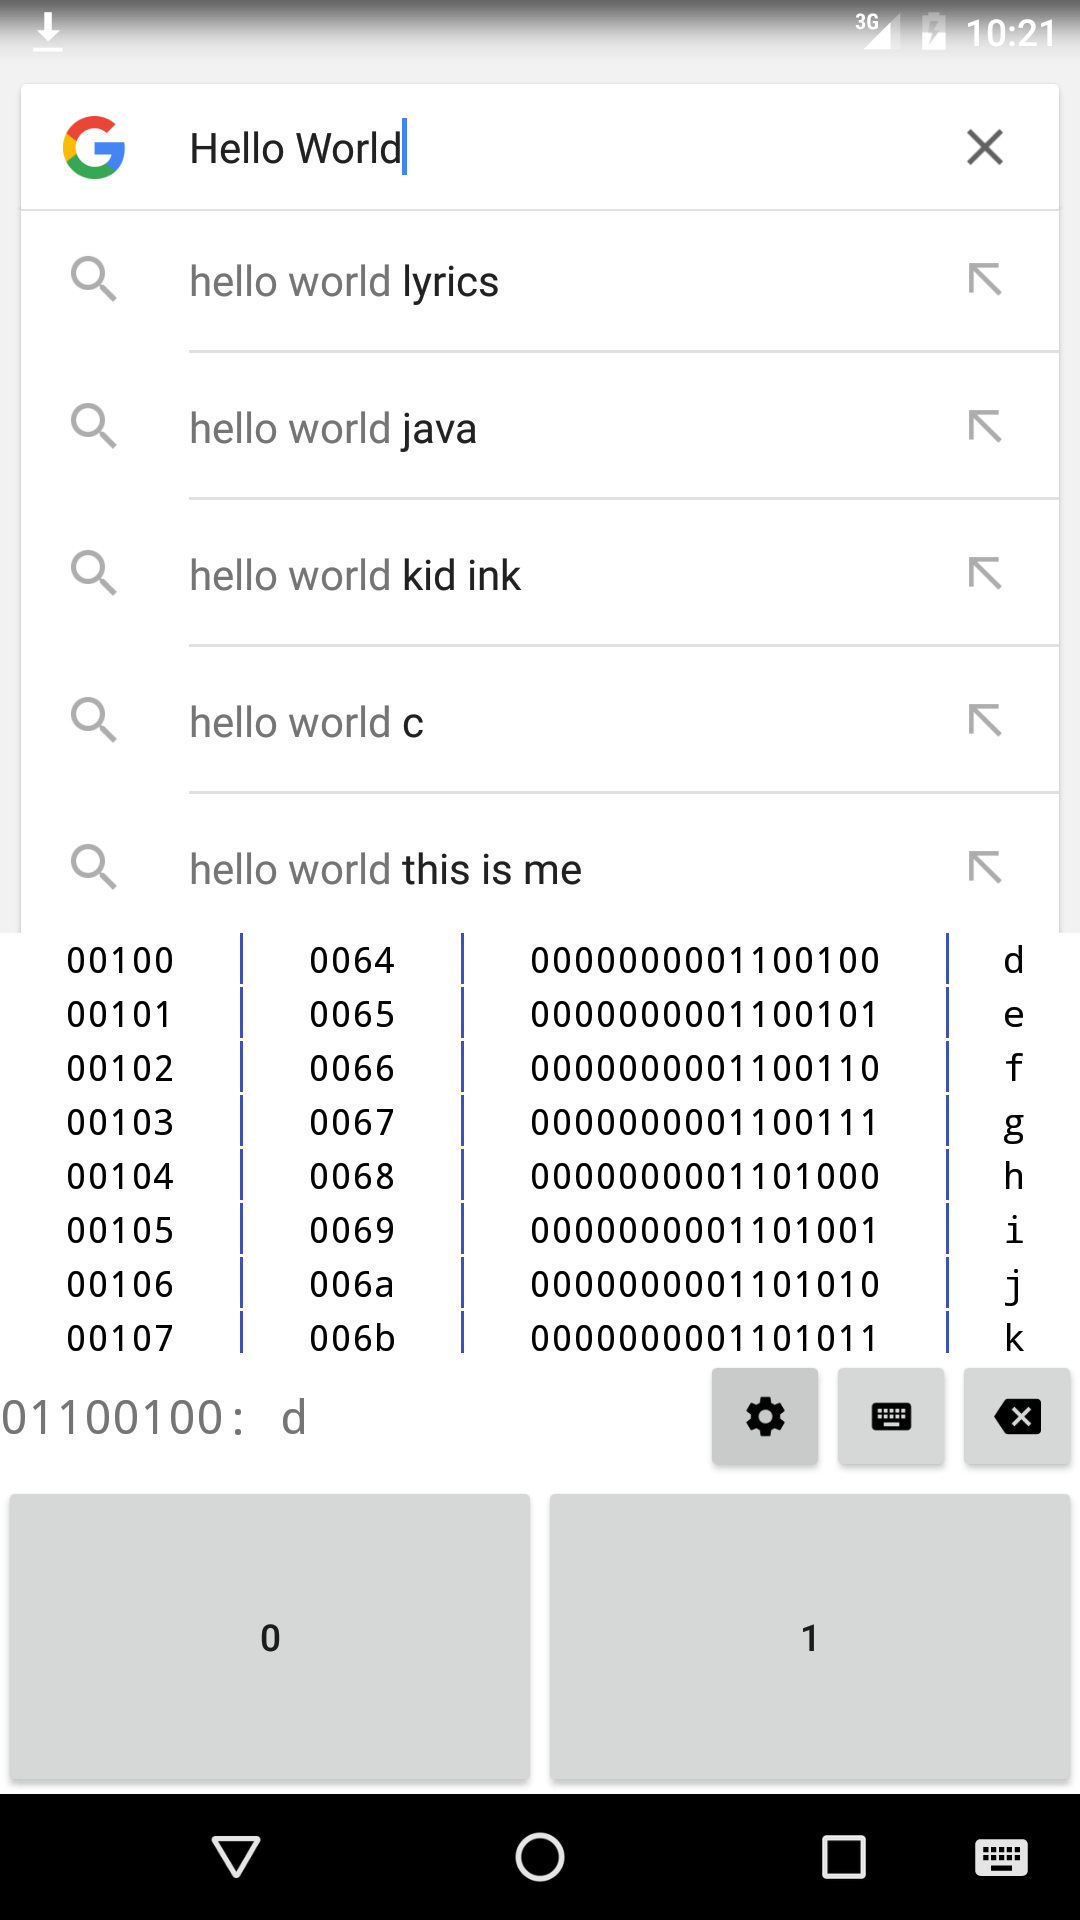 3G 10:21
Hello World
hello world lyrics
hello world java
hello world kid ink
hello world c
hello world this is me
00100 0064 0000000001100100 d
00101 0065 0000000001100101 e
00102 0066 0000000001100110 f
00103 0067 0000000001100111 g
00104 0068 0000000001101000 h
00105 0069 0000000001101001 i
00106 006a 0000000001101010 j
00107 006b 0000000001101011 k
01100100: d
0 1